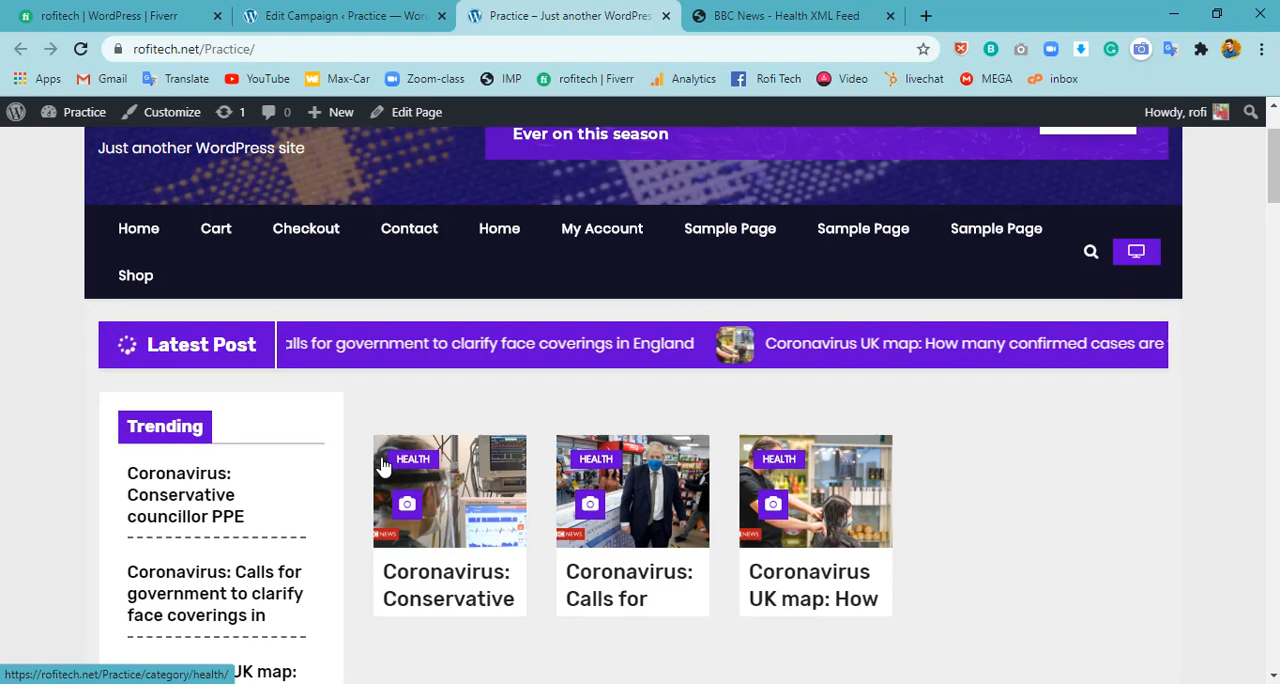 rofitech | WordPress | Fiverr
Edit Campaign ‹ Practice — Wor
Practice – Just another WordPres
BBC News - Health XML Feed
rofitech.net/Practice/
Apps Gmail Translate YouTube Max-Car Zoom-class IMP rofitech | Fiverr Analytics Rofi Tech Video livechat MEGA inbox
Practice Customize 1 0 New Edit Page Howdy, rofi
Ever on this season
Just another WordPress site
Home Cart Checkout Contact Home My Account Sample Page Sample Page Sample Page
Shop
Latest Post
alls for government to clarify face coverings in England
Coronavirus UK map: How many confirmed cases are
Trending
Coronavirus:
Conservative
councillor PPE
Coronavirus: Calls for
government to clarify
face coverings in
UK map:
HEALTH
NEWS
Coronavirus:
Conservative
HEALTH
NEWS
Coronavirus:
Calls for
HEALTH
NEWS
Coronavirus
UK map: How
https://rofitech.net/Practice/category/health/